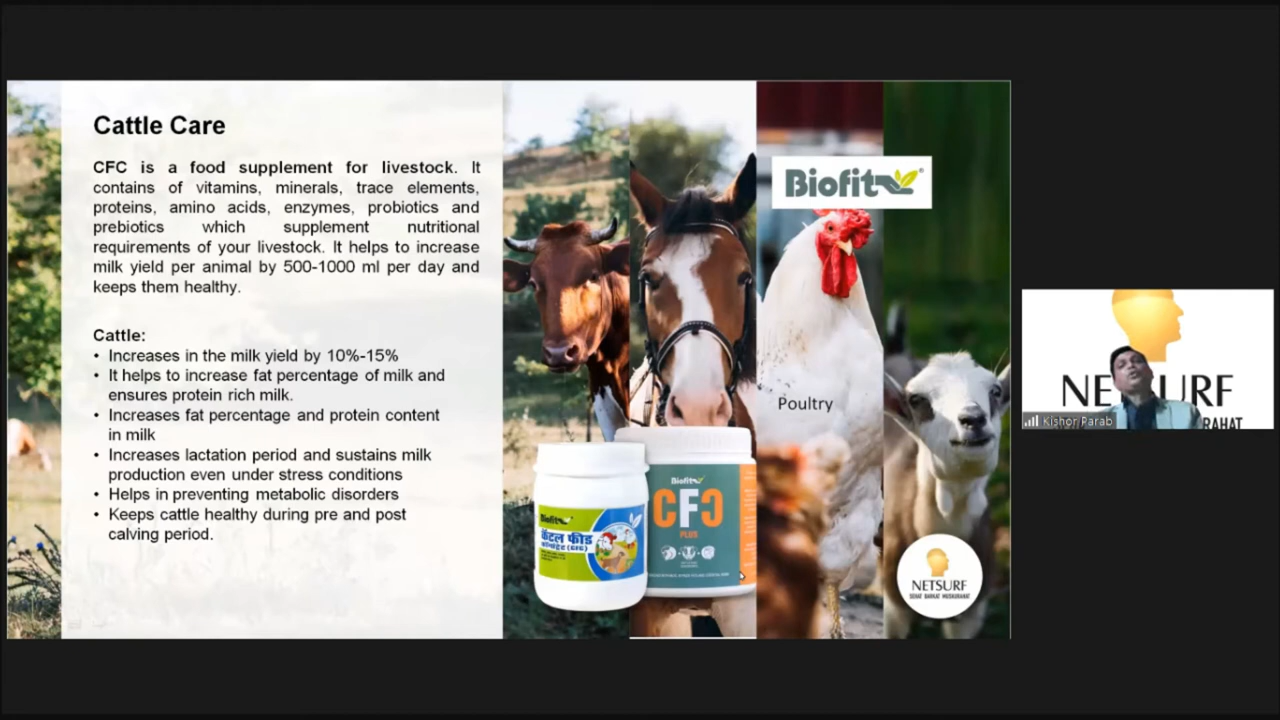 Cattle Care
CFC is a food supplement for livestock. It
contains of vitamins, minerals, trace elements,
proteins, amino acids, enzymes, probiotics and
prebiotics which supplement nutritional
requirements of your livestock. It helps to increase
milk yield per animal by 500-1000 ml per day and
keeps them healthy.
Cattle:
• Increases in the milk yield by 10%-15%
• It helps to increase fat percentage of milk and
ensures protein rich milk.
• Increases fat percentage and protein content
in milk
• Increases lactation period and sustains milk
production even under stress conditions
• Helps in preventing metabolic disorders
• Keeps cattle healthy during pre and post
calving period.
Biofit
Poultry
Biofit
कॅटल फीड
Biofit
CFC
PLUS
NETSURF
SEHAT BARKAT MUSKURAHAT
NETSURF
RAHAT
Kishor Parab